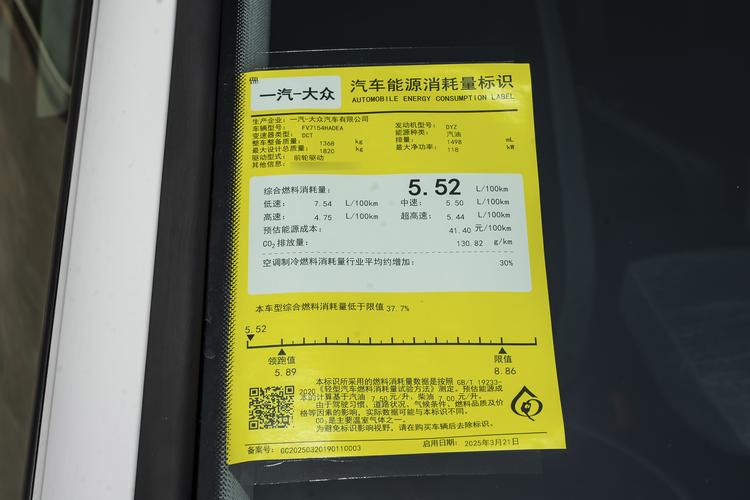 一汽-大众
汽车能源消耗量标识
AUTOMOBILE ENERGY CONSUMPTION LABEL
生产企业: 一汽-大众汽车有限公司
车辆型号: FV7154HADEA 发动机型号: DYZ
变速器类型: DCT 能源种类: 汽油
整车整备质量: 1368 kg 排量: 1498 mL
最大设计总质量: 1820 kg 最大净功率: 118 kW
驱动型式: 前轮驱动
其他信息:
综合燃料消耗量: 5.52 L/100km
低速: 7.54 L/100km 中速: 5.50 L/100km
高速: 4.75 L/100km 超高速: 5.44 L/100km
预估能源成本: 41.40 元/100km
CO₂排放量: 130.82 g/km
空调制冷燃料消耗量行业平均约增加: 30%
本车型综合燃料消耗量低于限值 37.7%
5.52
领跑值 限值
5.89 8.86
本标识所采用的燃料消耗量数据是按照 GB/T 19233-
2020《轻型汽车燃料消耗量试验方法》测定。预估能源成
本的计算基于汽油 7.50 元/升、柴油 7.00 元/升。
由于驾驶习惯、道路状况、气候条件、燃料品质及价
格等因素的影响,实际数据可能与本标识不同。
CO₂是主要温室气体之一。
为避免标识影响视野,请在购买车辆后去除标识。
备案号: GC20250320190110003 启用日期: 2025年3月21日